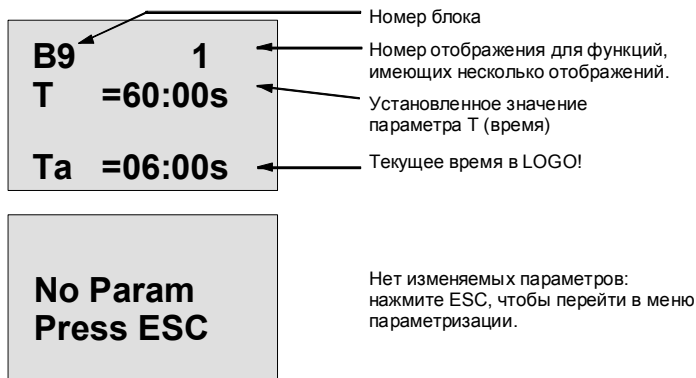 Номер блока
B9 1
Номер отображения для функций,
имеющих несколько отображений.
T =60:00s
Установленное значение
параметра T (время)
Ta =06:00s
Текущее время в LOGO!
No Param
Press ESC
Нет изменяемых параметров:
нажмите ESC, чтобы перейти в меню
параметризации.